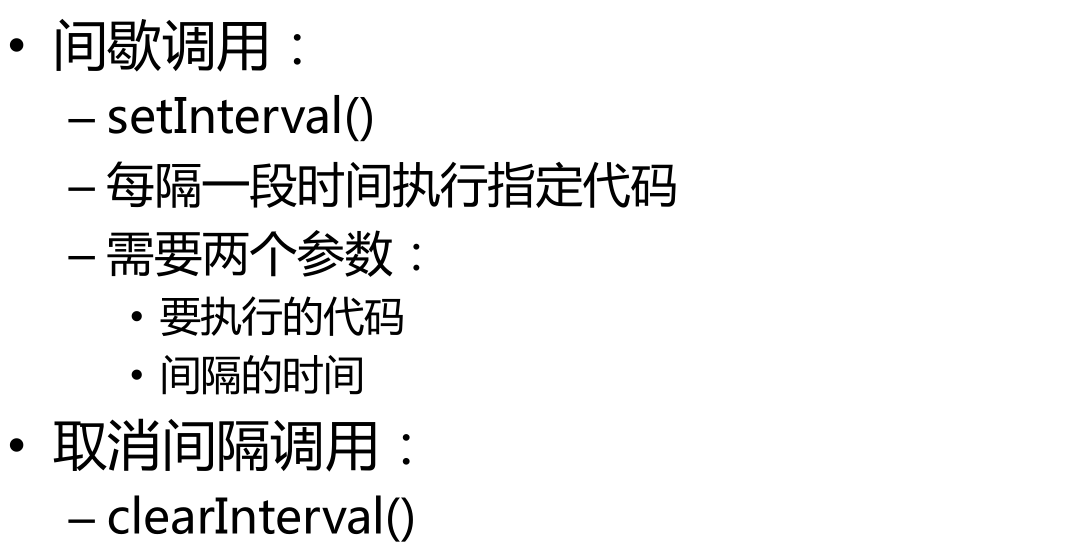 • 间歇调用：
– setInterval()
– 每隔一段时间执行指定代码
– 需要两个参数：
• 要执行的代码
• 间隔的时间
• 取消间隔调用：
– clearInterval()